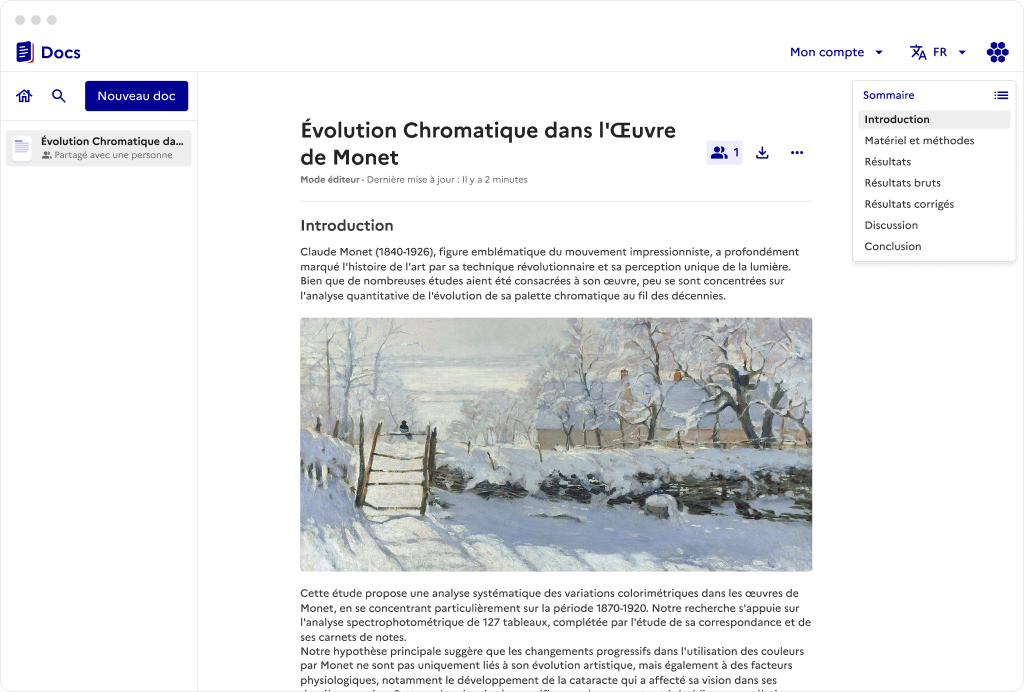 Docs
Mon compte
FR
Nouveau doc
Évolution Chromatique da...
Partagé avec une personne
Évolution Chromatique dans l'Œuvre
de Monet
1
Mode éditeur · Dernière mise à jour : Il y a 2 minutes
Introduction
Claude Monet (1840-1926), figure emblématique du mouvement impressionniste, a profondément
marqué l'histoire de l'art par sa technique révolutionnaire et sa perception unique de la lumière.
Bien que de nombreuses études aient été consacrées à son œuvre, peu se sont concentrées sur
l'analyse quantitative de l'évolution de sa palette chromatique au fil des décennies.
Cette étude propose une analyse systématique des variations colorimétriques dans les œuvres de
Monet, en se concentrant particulièrement sur la période 1870-1920. Notre recherche s'appuie sur
l'analyse spectrophotométrique de 127 tableaux, complétée par l'étude de sa correspondance et de
ses carnets de notes.
Notre hypothèse principale suggère que les changements progressifs dans l'utilisation des couleurs
par Monet ne sont pas uniquement liés à son évolution artistique, mais également à des facteurs
physiologiques, notamment le développement de la cataracte qui a affecté sa vision dans ses
Sommaire
Introduction
Matériel et méthodes
Résultats
Résultats bruts
Résultats corrigés
Discussion
Conclusion